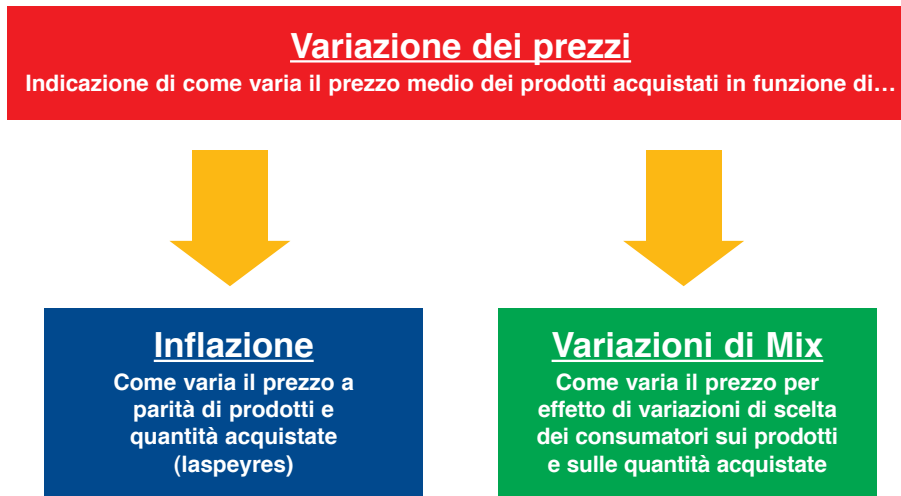 Variazione dei prezzi
Indicazione di come varia il prezzo medio dei prodotti acquistati in funzione di…
Inflazione
Come varia il prezzo a
parità di prodotti e
quantità acquistate
(laspeyres)
Variazioni di Mix
Come varia il prezzo per
effetto di variazioni di scelta
dei consumatori sui prodotti
e sulle quantità acquistate